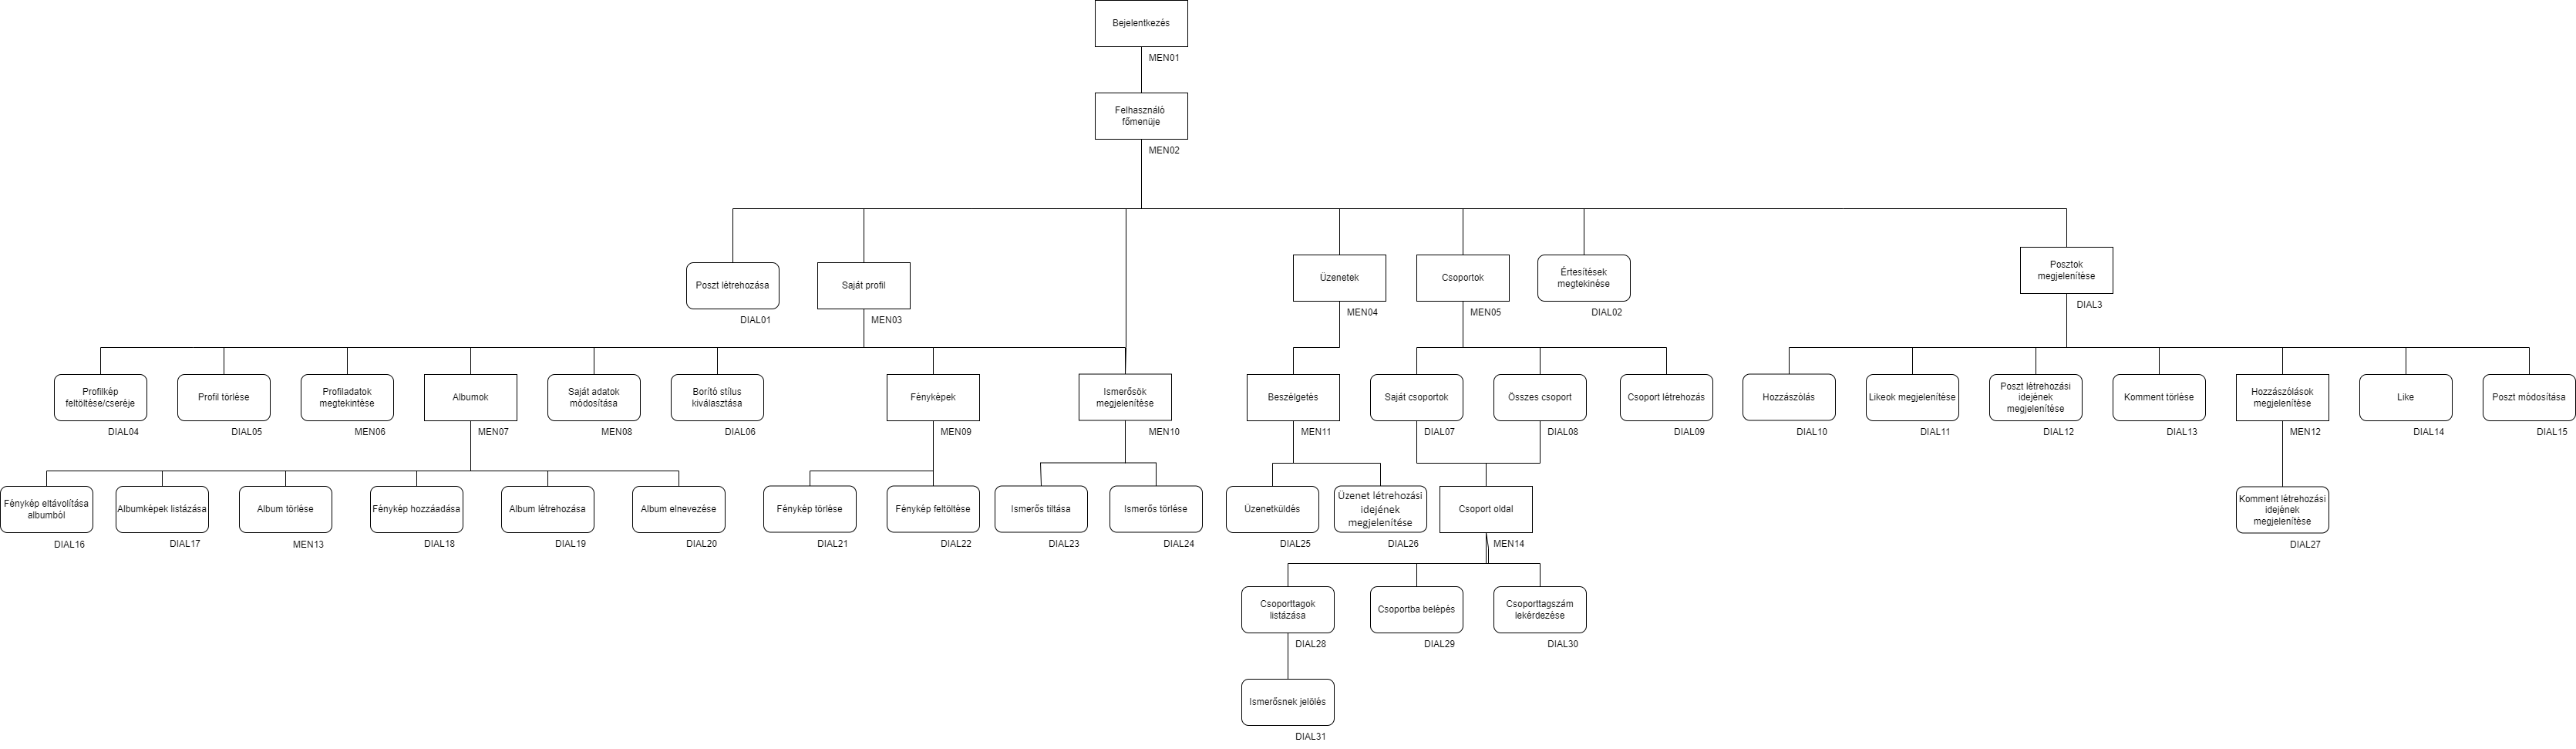 Bejelentkezés
MEN01
Felhasználó
főmenüje
MEN02
Poszt létrehozása
DIAL01
Saját profil
MEN03
Üzenetek
MEN04
Csoportok
MEN05
Értesítések
megtekinése
DIAL02
Posztok
megjelenítése
DIAL3
Profilkép
feltöltése/cseréje
DIAL04
Profil törlése
DIAL05
Profiladatok
megtekintése
MEN06
Albumok
MEN07
Saját adatok
módosítása
MEN08
Borító stílus
kiválasztása
DIAL06
Fényképek
MEN09
Ismerősök
megjelenítése
MEN10
Beszélgetés
MEN11
Saját csoportok
DIAL07
Összes csoport
DIAL08
Csoport létrehozás
DIAL09
Hozzászólás
DIAL10
Likeok megjelenítése
DIAL11
Poszt létrehozási
idejének
megjelenítése
DIAL12
Komment törlése
DIAL13
Hozzászólások
megjelenítése
MEN12
Like
DIAL14
Poszt módosítása
DIAL15
Fénykép eltávolítása
albumból
DIAL16
Albumképek listázása
DIAL17
Album törlése
MEN13
Fénykép hozzáadása
DIAL18
Album létrehozása
DIAL19
Album elnevezése
DIAL20
Fénykép törlése
DIAL21
Fénykép feltöltése
DIAL22
Ismerős tiltása
DIAL23
Ismerős törlése
DIAL24
Üzenetküldés
DIAL25
Üzenet létrehozási
idejének
megjelenítése
DIAL26
Csoport oldal
MEN14
Komment létrehozási
idejének
megjelenítése
DIAL27
Csoporttagok
listázása
DIAL28
Csoportba belépés
DIAL29
Csoporttagszám
lekérdezése
DIAL30
Ismerősnek jelölés
DIAL31